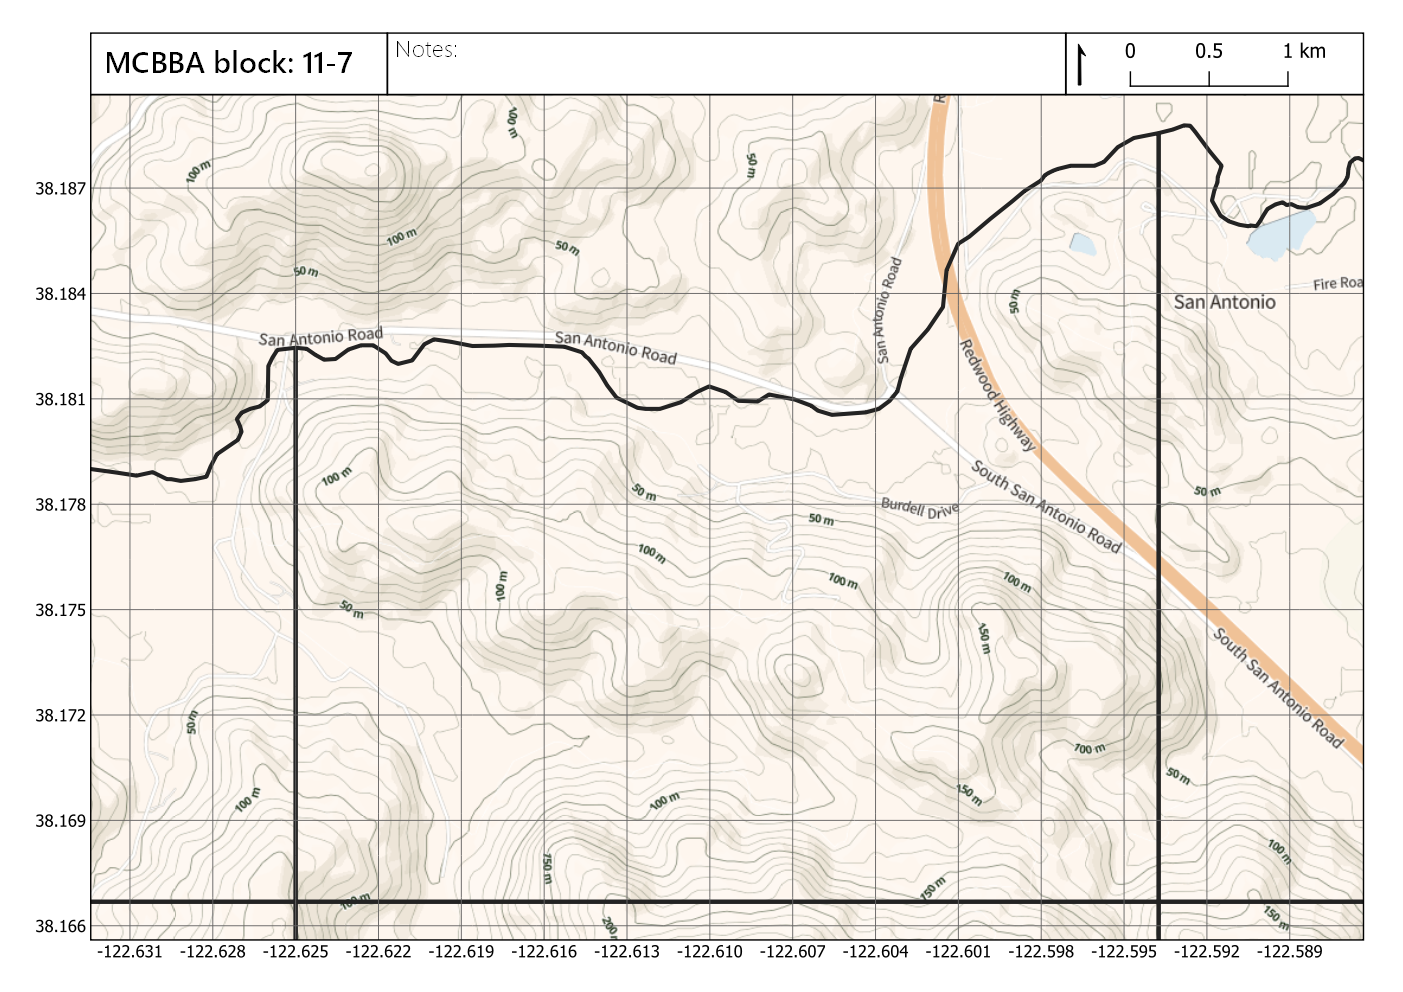 MCBBA block: 11-7
Notes:
0 0.5 1 km
R
100 m
100 m
50 m
38.187
100 m
50 m
50 m
San Antonio Road
38.184
50 m
San Antonio
Fire Roa
San Antonio Road
San Antonio Road
Redwood Highway
38.181
100 m
50 m
South San Antonio Road
50 m
38.178
Burdell Drive
50 m
100 m
100 m
100 m
100 m
38.175
50 m
150 m
South San Antonio Road
38.172
50 m
100 m
50 m
100 m
100 m
150 m
38.169
100 m
150 m
150 m
100 m
150 m
200 m
38.166
-122.631 -122.628 -122.625 -122.622 -122.619 -122.616 -122.613 -122.610 -122.607 -122.604 -122.601 -122.598 -122.595 -122.592 -122.589